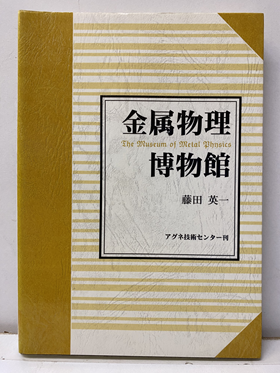 金属物理
The Museum of Metal Physics
博物館
藤田 英一
アグネ技術センター刊